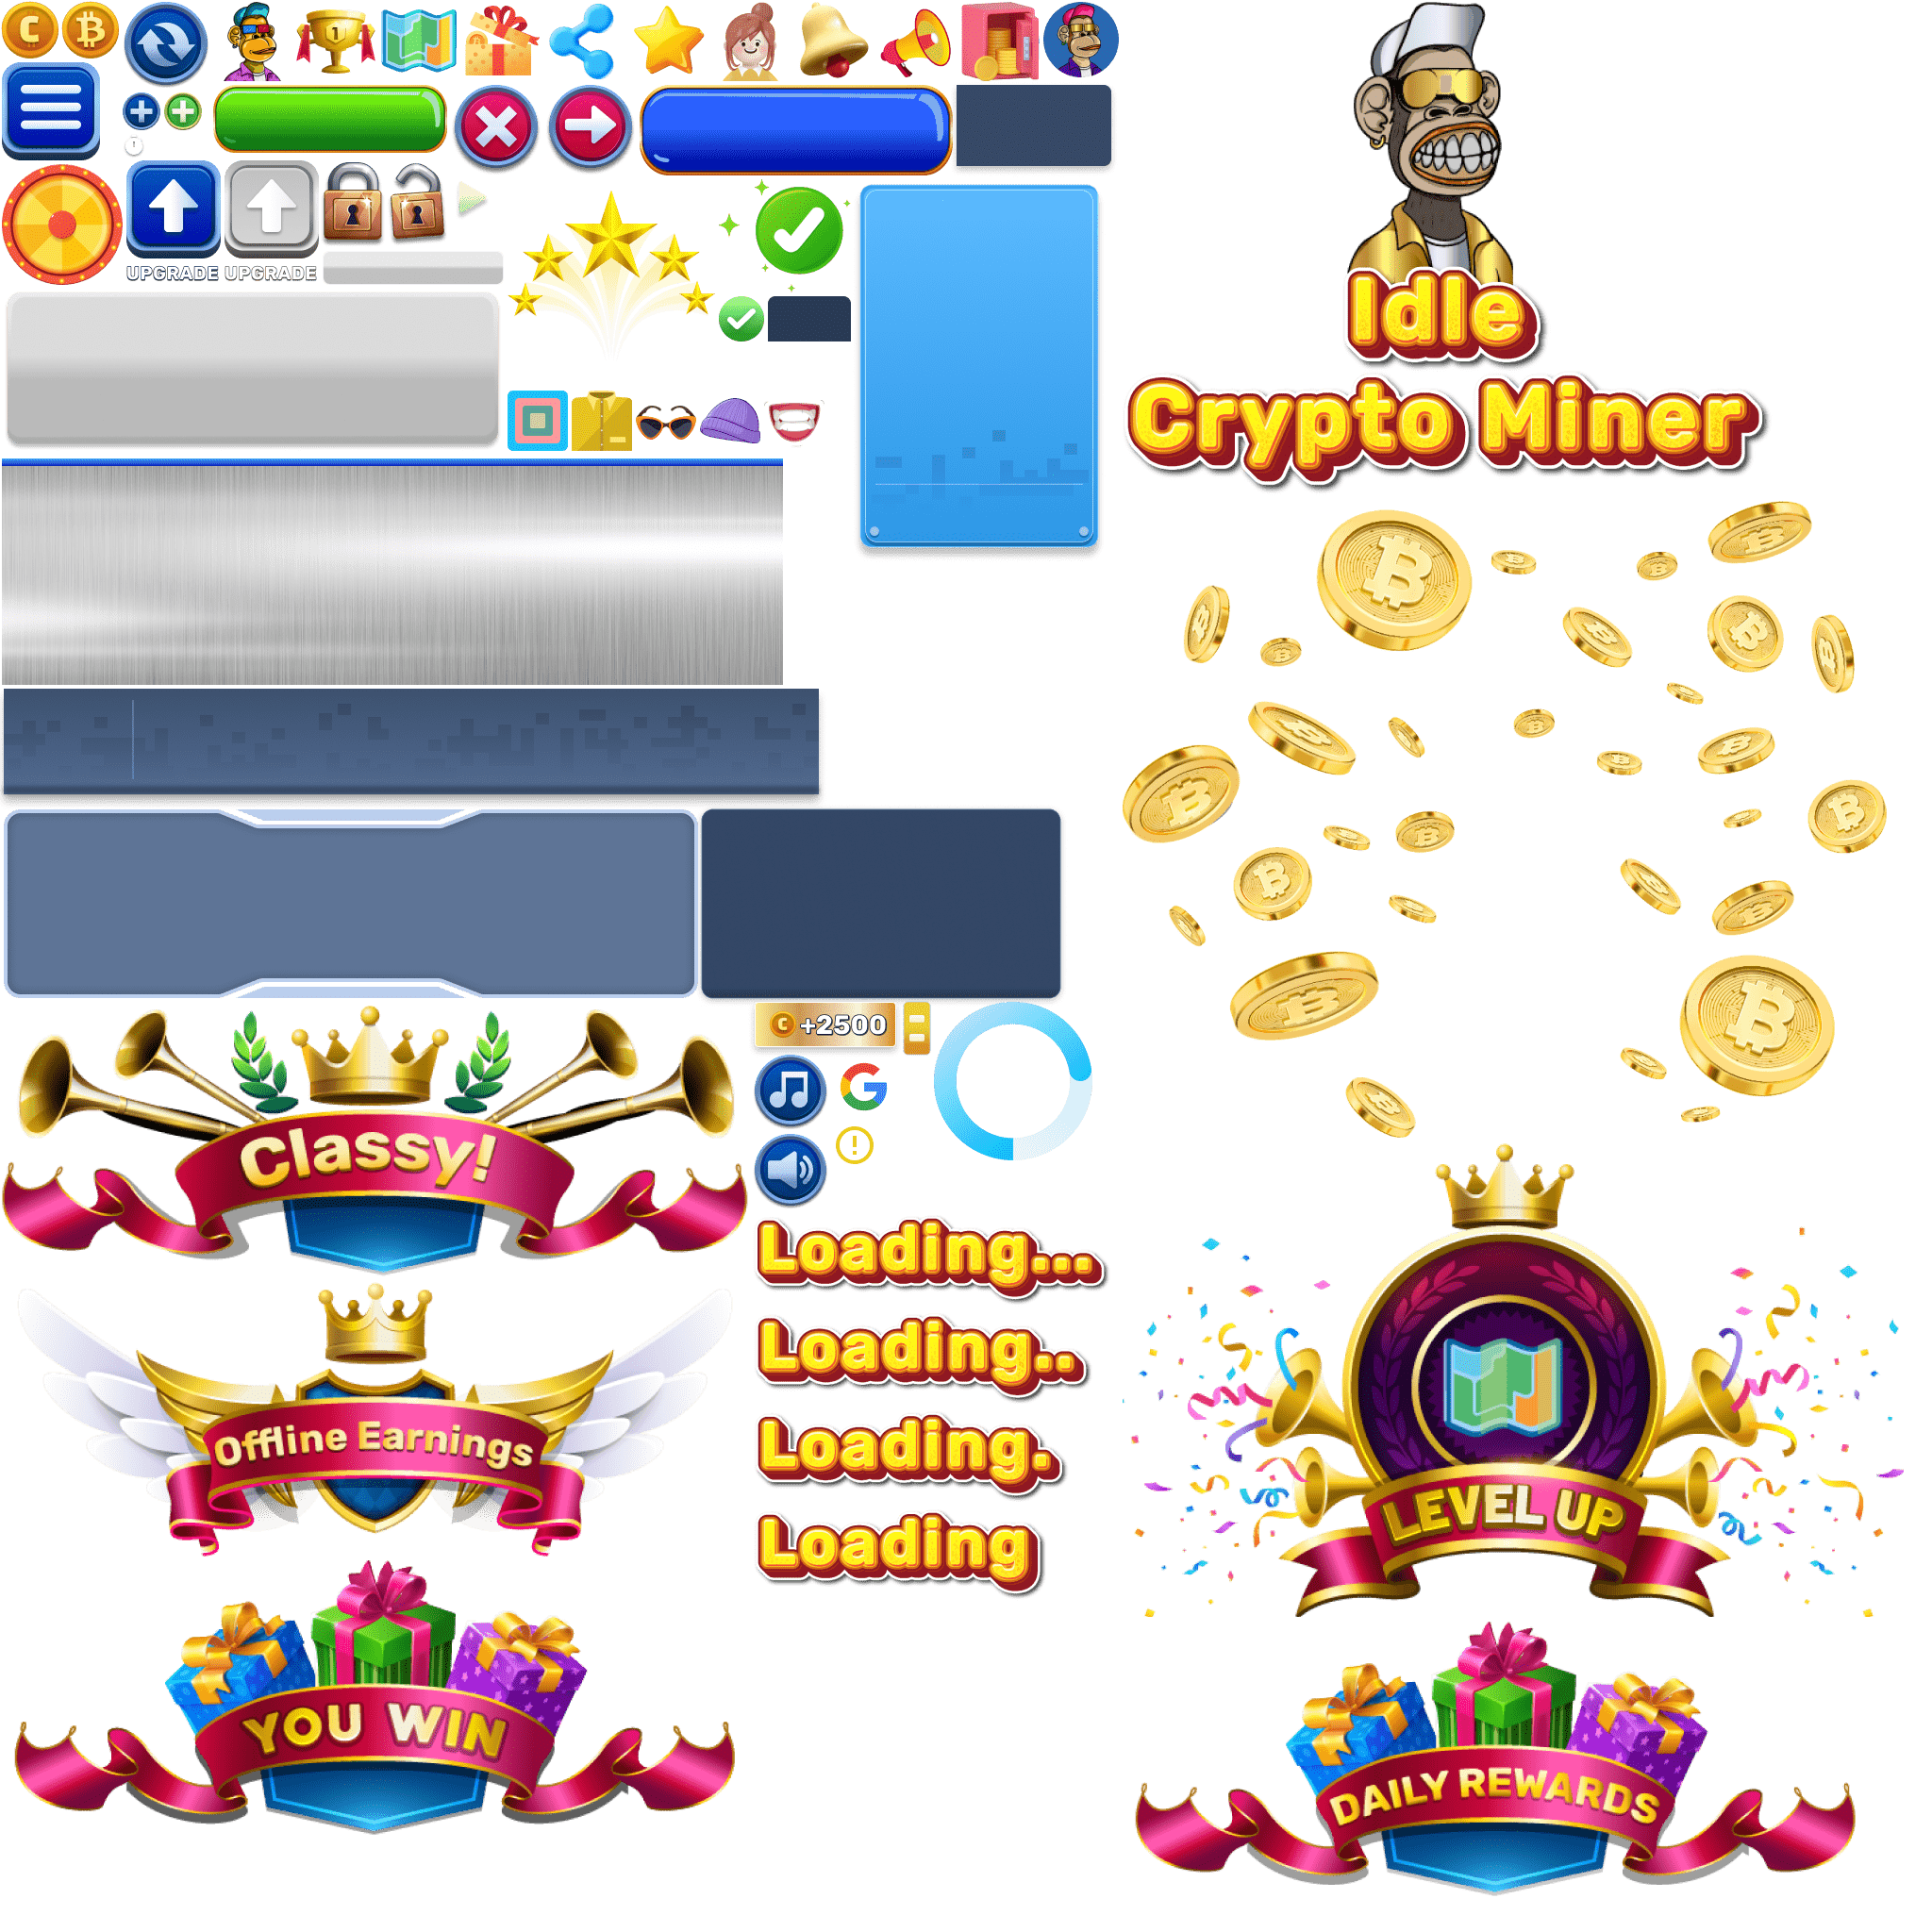 C
1
UPGRADE UPGRADE
Idle
Crypto Miner
+2500
Classy!
Loading...
Loading..
Loading.
Loading
Offline Earnings
LEVEL UP
YOU WIN
DAILY REWARDS